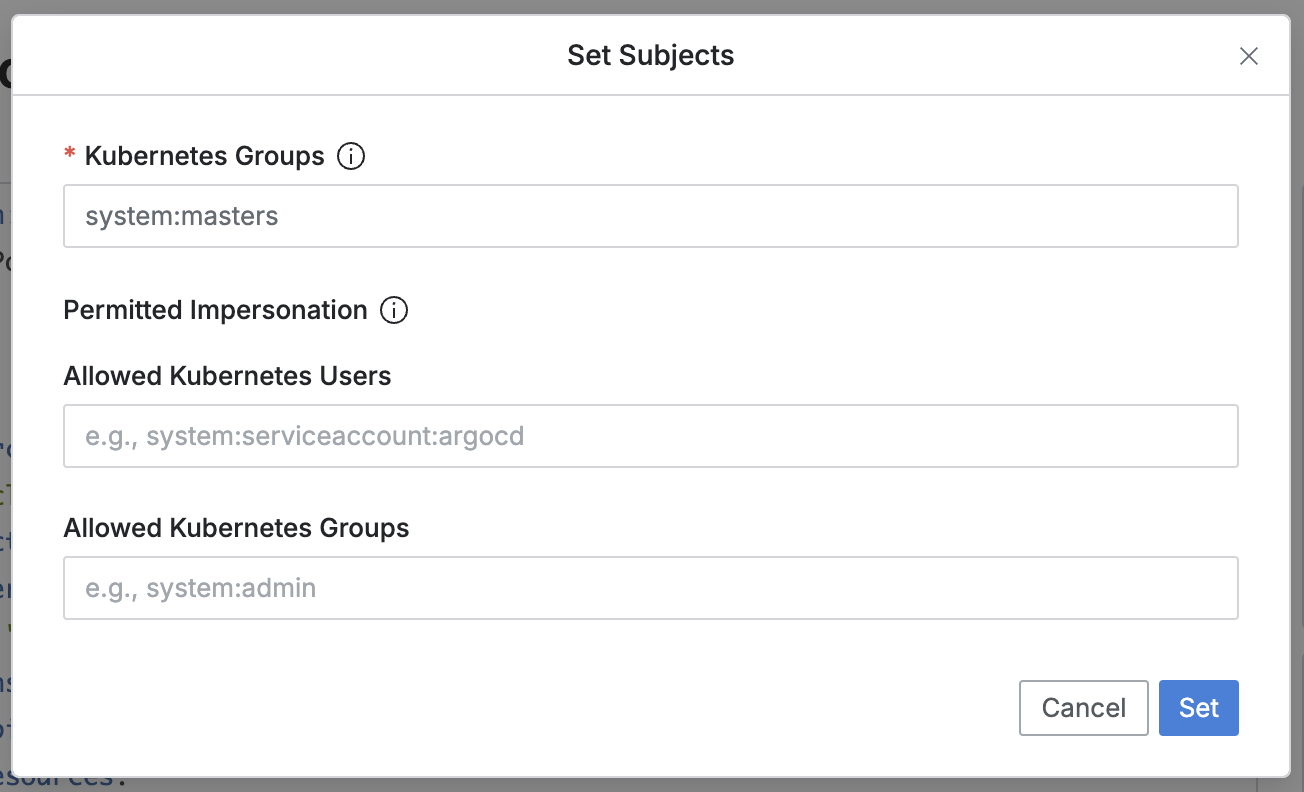 Set Subjects
* Kubernetes Groups
system:masters
Permitted Impersonation
Allowed Kubernetes Users
e.g., system:serviceaccount:argocd
Allowed Kubernetes Groups
e.g., system:admin
Cancel Set